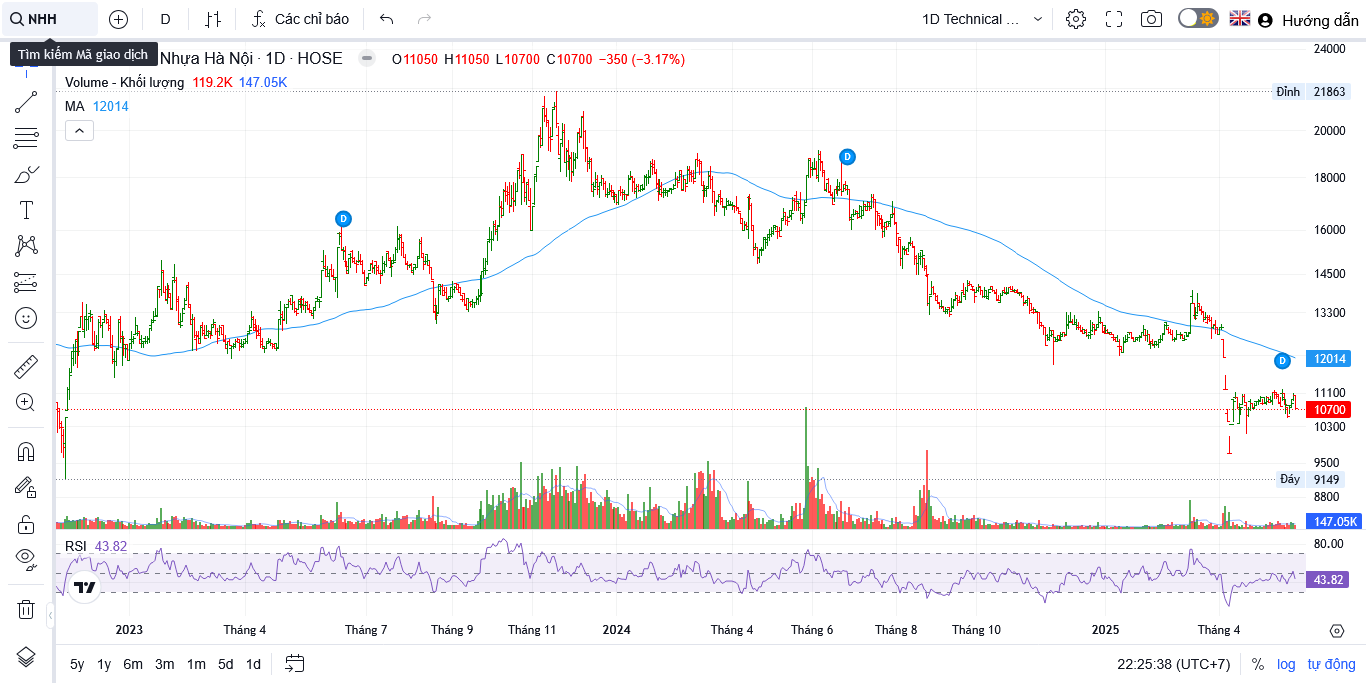 NHH
D
Các chỉ báo
1D Technical ...
Hướng dẫn
Tìm kiếm Mã giao dịch
Nhựa Hà Nội · 1D · HOSE
O11050 H11050 L10700 C10700 −350 (−3.17%)
Volume - Khối lượng 119.2K 147.05K
MA 12014
24000
Đỉnh 21863
20000
18000
16000
14500
13300
12014
11100
10700
10300
9500
Đáy 9149
8800
147.05K
D
D
D
RSI 43.82
80.00
43.82
2023 Tháng 4 Tháng 7 Tháng 9 Tháng 11 2024 Tháng 4 Tháng 6 Tháng 8 Tháng 10 2025 Tháng 4
5y 1y 6m 3m 1m 5d 1d
22:25:38 (UTC+7) % log tự động